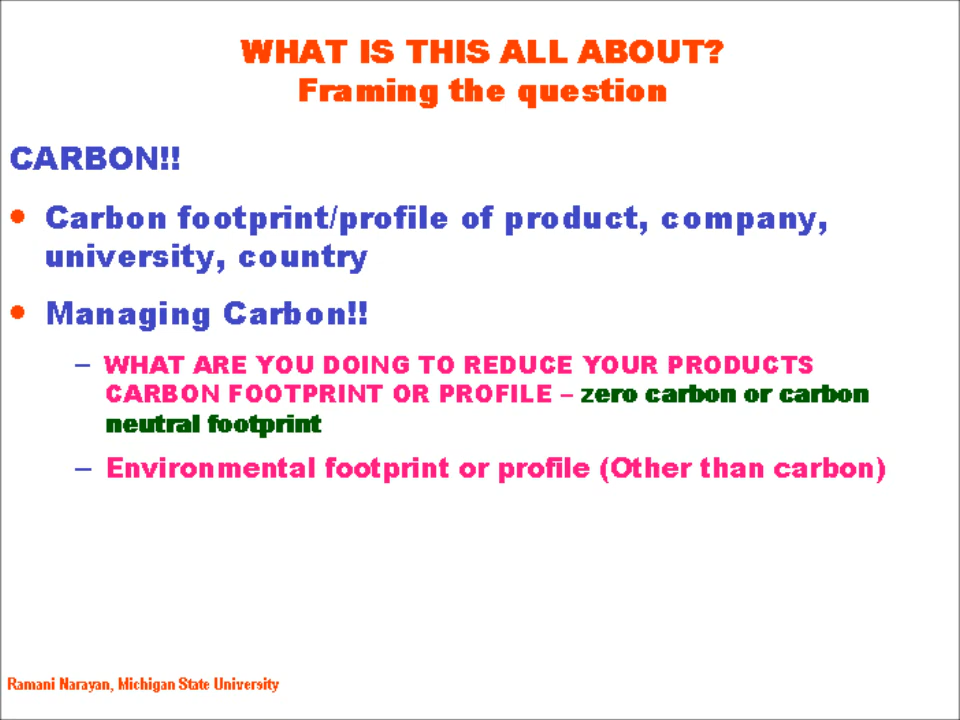 WHAT IS THIS ALL ABOUT?
Framing the question
CARBON!!
• Carbon footprint/profile of product, company,
university, country
• Managing Carbon!!
– WHAT ARE YOU DOING TO REDUCE YOUR PRODUCTS
CARBON FOOTPRINT OR PROFILE – zero carbon or carbon
neutral footprint
– Environmental footprint or profile (Other than carbon)
Ramani Narayan, Michigan State University